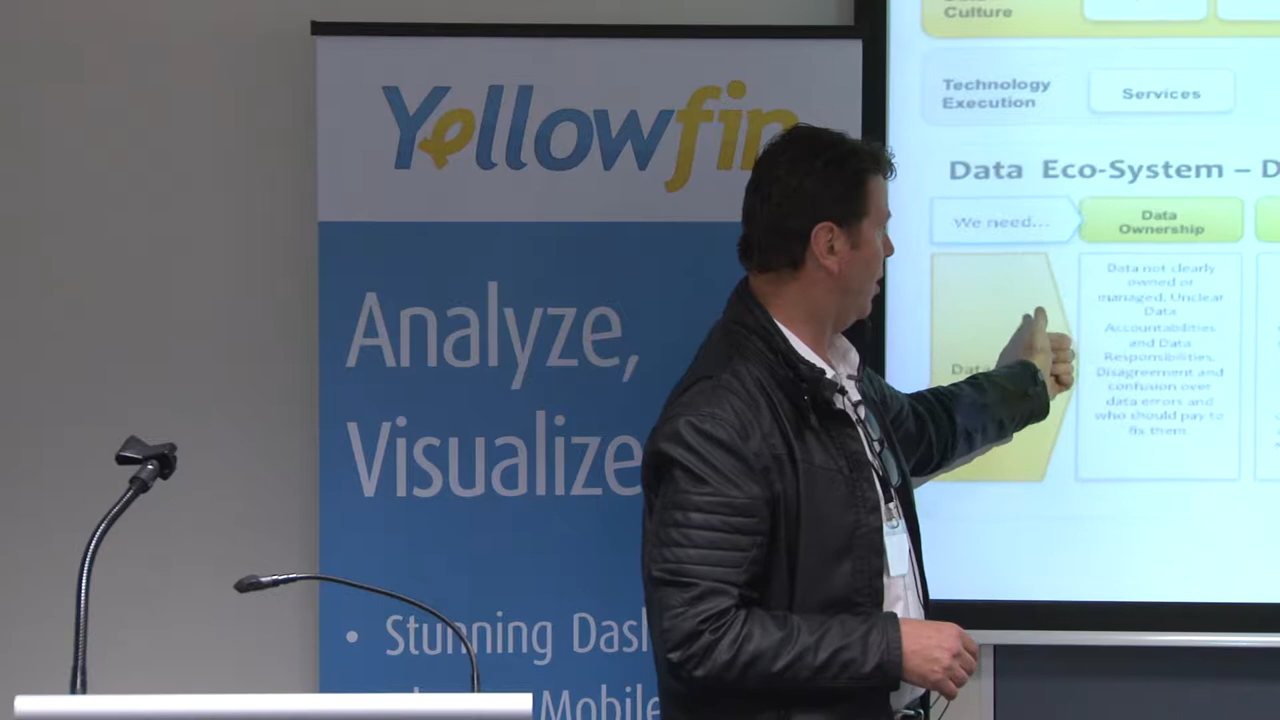 Yellowfin
Analyze,
Visualize
• Stunning Dash
Mobile
Culture
Technology
Execution
Services
Data Eco-System – D
We need...
Data
Ownership
Data not clearly
owned or
managed. Unclear
Data
Accountabilities
and Data
Responsibilities.
Disagreement and
confusion over
data errors and
who should pay to
fix them.
Data